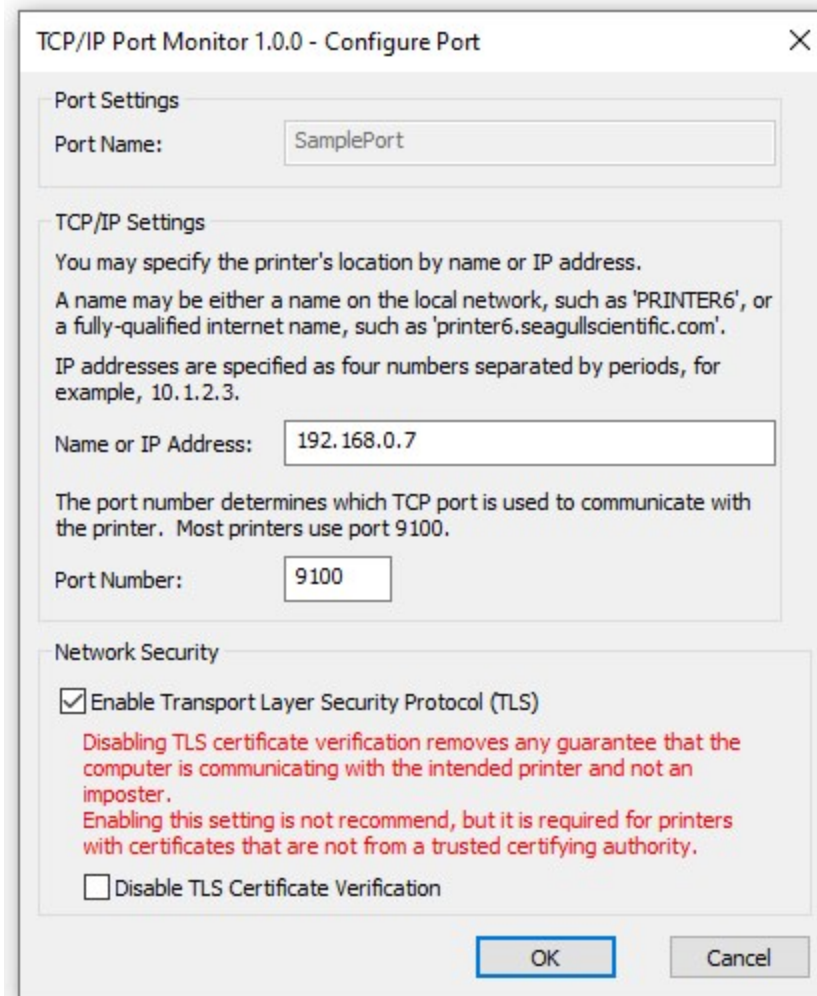 TCP/IP Port Monitor 1.0.0 - Configure Port
Port Settings
Port Name:
SamplePort
TCP/IP Settings
You may specify the printer's location by name or IP address.
A name may be either a name on the local network, such as 'PRINTER6', or
a fully-qualified internet name, such as 'printer6.seagullscientific.com'.
IP addresses are specified as four numbers separated by periods, for
example, 10.1.2.3.
Name or IP Address:
192.168.0.7
The port number determines which TCP port is used to communicate with
the printer.  Most printers use port 9100.
Port Number:
9100
Network Security
Enable Transport Layer Security Protocol (TLS)
Disabling TLS certificate verification removes any guarantee that the
computer is communicating with the intended printer and not an
imposter.
Enabling this setting is not recommend, but it is required for printers
with certificates that are not from a trusted certifying authority.
Disable TLS Certificate Verification
OK
Cancel